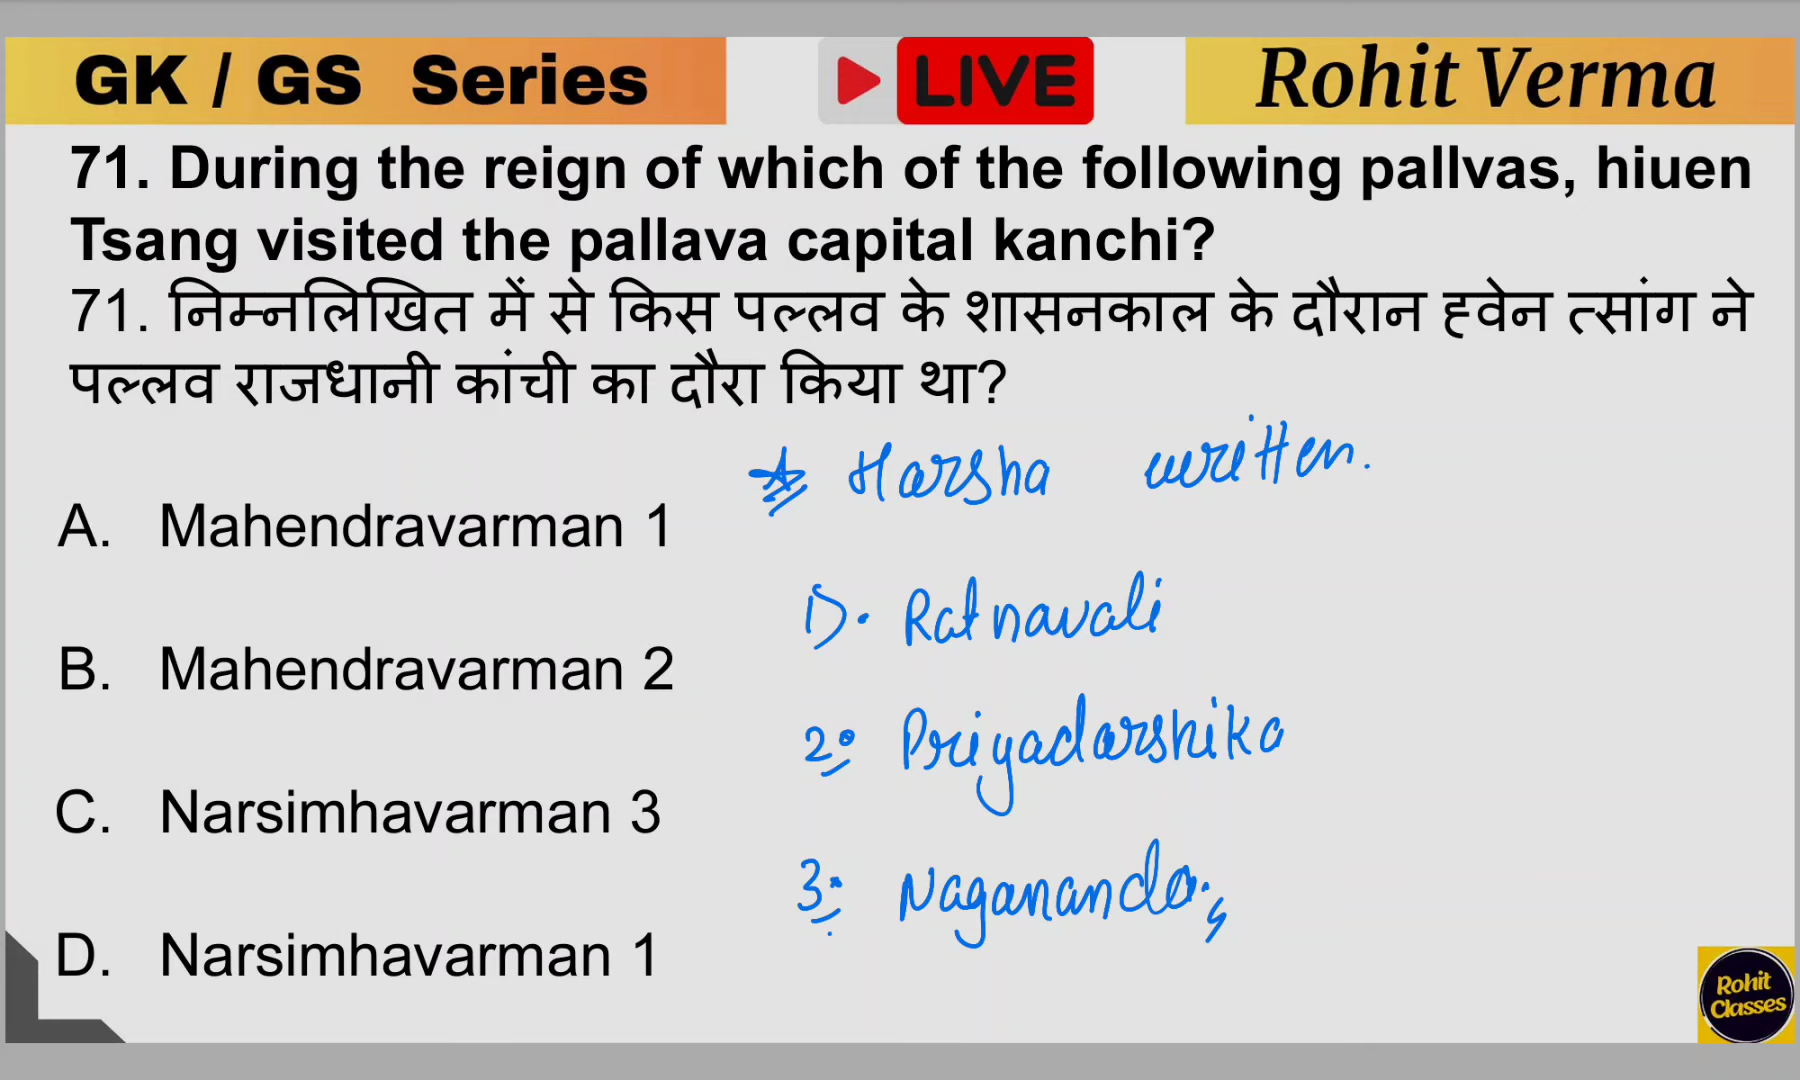 GK / GS Series
LIVE
Rohit Verma
71. During the reign of which of the following pallvas, hiuen
Tsang visited the pallava capital kanchi?
71. निम्नलिखित में से किस पल्लव के शासनकाल के दौरान ह्वेन त्सांग ने
पल्लव राजधानी कांची का दौरा किया था?
Harsha written.
A. Mahendravarman 1
1). Ratnavali
B. Mahendravarman 2
2. Priyadarshika
C. Narsimhavarman 3
3. Nagananda
D. Narsimhavarman 1
Rohit
Classes